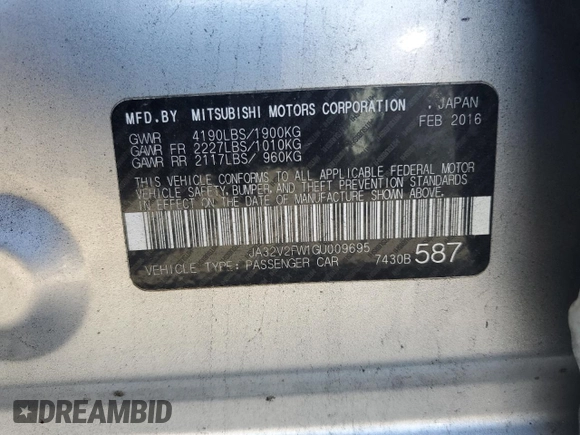 MFD.BY MITSUBISHI MOTORS CORPORATION . JAPAN
FEB 2016
GVWR 4190LBS/1900KG
GAWR FR 2227LBS/1010KG
GAWR RR 2117LBS/ 960KG
THIS VEHICLE CONFORMS TO ALL APPLICABLE FEDERAL MOTOR
VEHICLE SAFETY, BUMPER, AND THEFT PREVENTION STANDARDS
IN EFFECT ON THE DATE OF MANUFACTURE SHOWN ABOVE.
JA32V2FW1GU009695
VEHICLE TYPE: PASSENGER CAR 7430B 587
DREAMBID